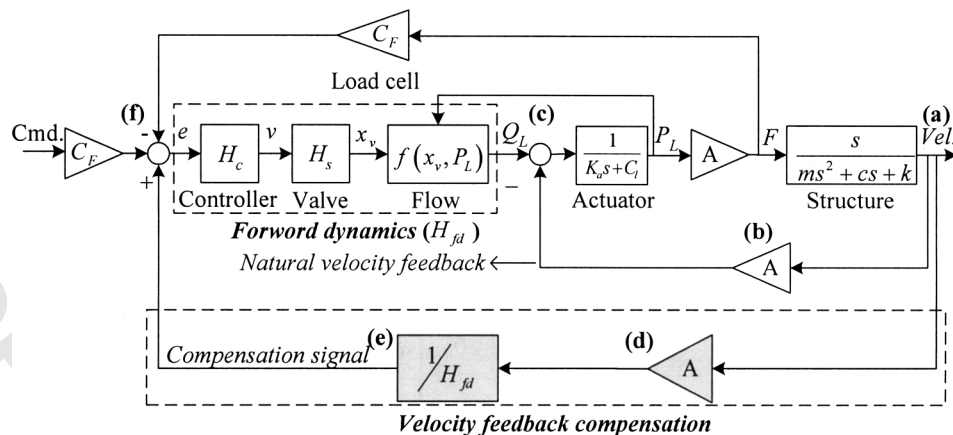 C_F
Load cell
(f)
Cmd.
C_F
-
+
e
H_c
v
H_s
x_v
f(x_v, P_L)
Q_L
(c)
−
1
K_a s+C_l
P_L
A
F
s
ms^2 + cs + k
(a)
Vel.
Controller
Valve
Flow
Actuator
Structure
Forword dynamics (H_fd)
(b)
A
Natural velocity feedback
(e)
(d)
Compensation signal
1/H_fd
A
Velocity feedback compensation